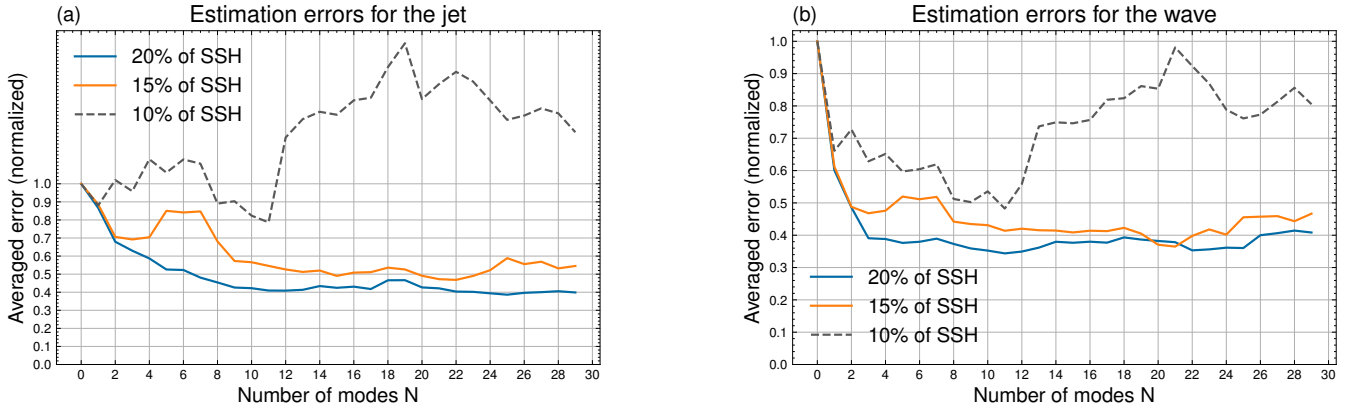 (a)
Estimation errors for the jet
20% of SSH
15% of SSH
10% of SSH
Averaged error (normalized)
1.0
0.9
0.8
0.7
0.6
0.5
0.4
0.3
0.2
0.1
0.0
0 2 4 6 8 10 12 14 16 18 20 22 24 26 28 30
Number of modes N
(b)
Estimation errors for the wave
1.0
0.9
0.8
0.7
0.6
0.5
0.4
0.3
0.2
0.1
0.0
Averaged error (normalized)
20% of SSH
15% of SSH
10% of SSH
0 2 4 6 8 10 12 14 16 18 20 22 24 26 28 30
Number of modes N